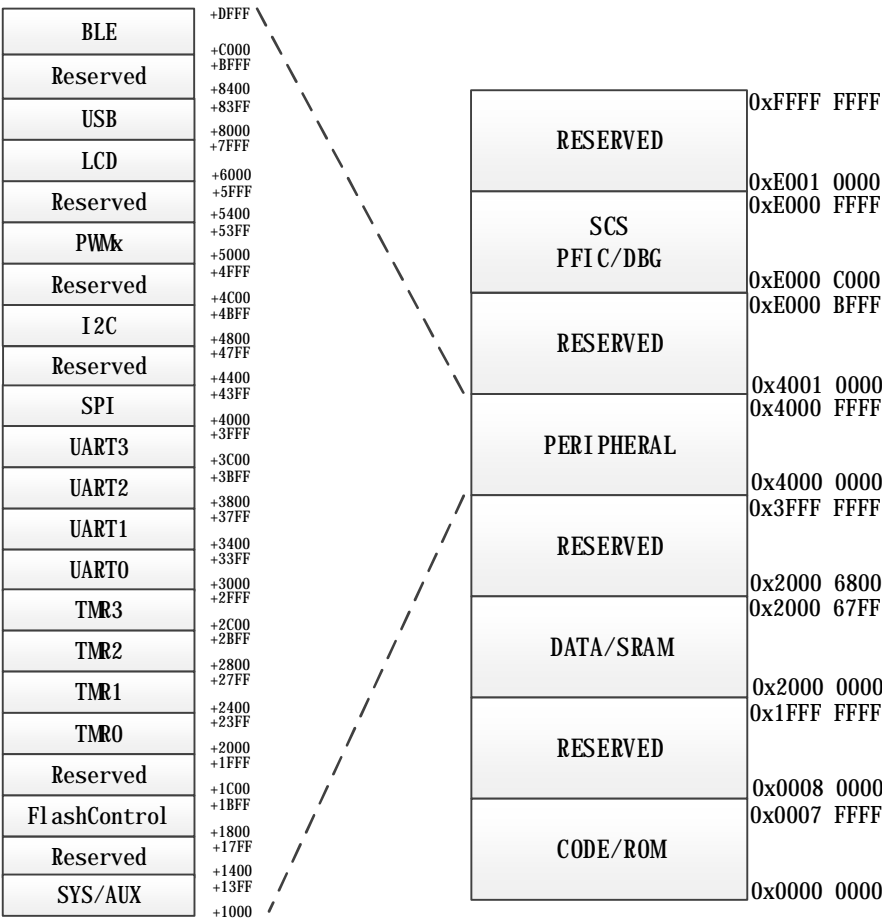 BLE
+DFFF
+C000
Reserved
+BFFF
+8400
USB
+83FF
+8000
LCD
+7FFF
+6000
Reserved
+5FFF
+5400
PWMx
+53FF
+5000
Reserved
+4FFF
+4C00
I2C
+4BFF
+4800
Reserved
+47FF
+4400
SPI
+43FF
+4000
UART3
+3FFF
+3C00
UART2
+3BFF
+3800
UART1
+37FF
+3400
UART0
+33FF
+3000
TMR3
+2FFF
+2C00
TMR2
+2BFF
+2800
TMR1
+27FF
+2400
TMR0
+23FF
+2000
Reserved
+1FFF
+1C00
FlashControl
+1BFF
+1800
Reserved
+17FF
+1400
SYS/AUX
+13FF
+1000
RESERVED
0xFFFF FFFF
0xE001 0000
SCS
PFIC/DBG
0xE000 FFFF
0xE000 C000
RESERVED
0xE000 BFFF
0x4001 0000
PERIPHERAL
0x4000 FFFF
0x4000 0000
RESERVED
0x3FFF FFFF
0x2000 6800
DATA/SRAM
0x2000 67FF
0x2000 0000
RESERVED
0x1FFF FFFF
0x0008 0000
CODE/ROM
0x0007 FFFF
0x0000 0000